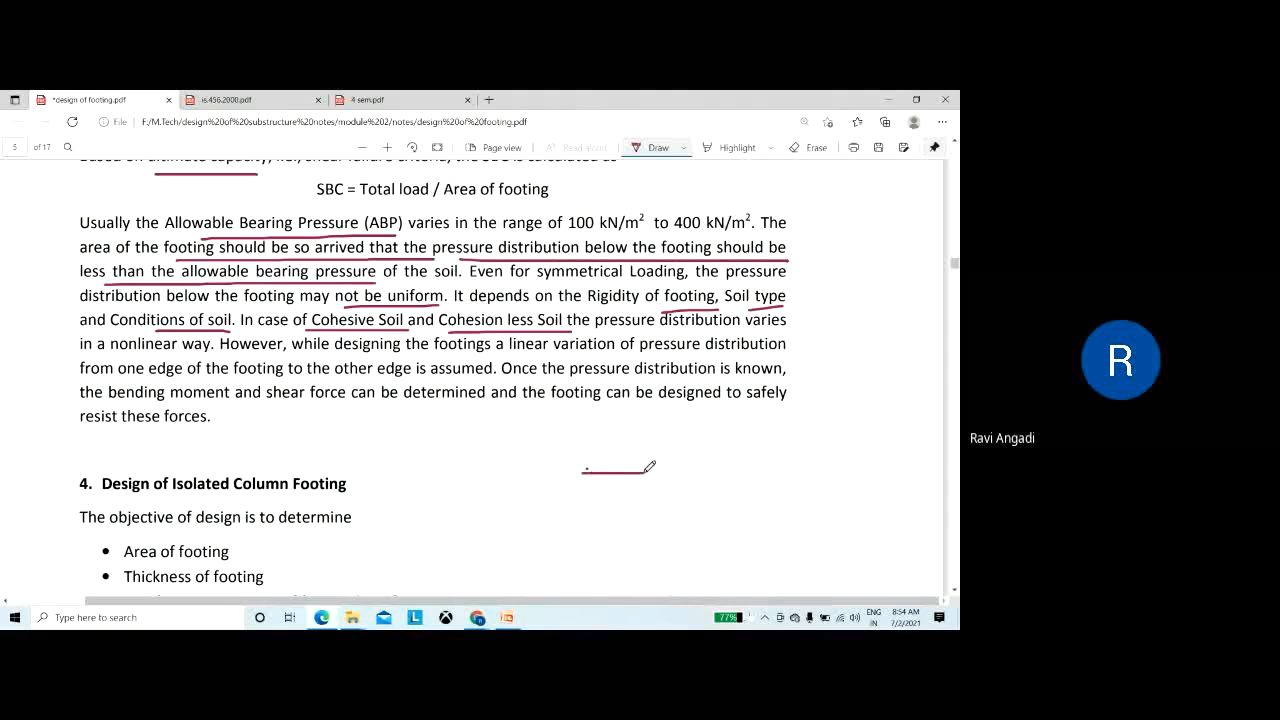 *design of footing.pdf
is.456.2000.pdf
4 sem.pdf
File
F:/M.Tech/design%20of%20substructure%20notes/module%202/notes/design%20of%20footing.pdf
5 of 17
Page view
Read aloud
Draw
Highlight
Erase
SBC = Total load / Area of footing
Usually the Allowable Bearing Pressure (ABP) varies in the range of 100 kN/m² to 400 kN/m². The
area of the footing should be so arrived that the pressure distribution below the footing should be
less than the allowable bearing pressure of the soil. Even for symmetrical Loading, the pressure
distribution below the footing may not be uniform. It depends on the Rigidity of footing, Soil type
and Conditions of soil. In case of Cohesive Soil and Cohesion less Soil the pressure distribution varies
in a nonlinear way. However, while designing the footings a linear variation of pressure distribution
from one edge of the footing to the other edge is assumed. Once the pressure distribution is known,
the bending moment and shear force can be determined and the footing can be designed to safely
resist these forces.
4. Design of Isolated Column Footing
The objective of design is to determine
• Area of footing
• Thickness of footing
R
Ravi Angadi
Type here to search
77%
ENG
IN
8:54 AM
7/2/2021